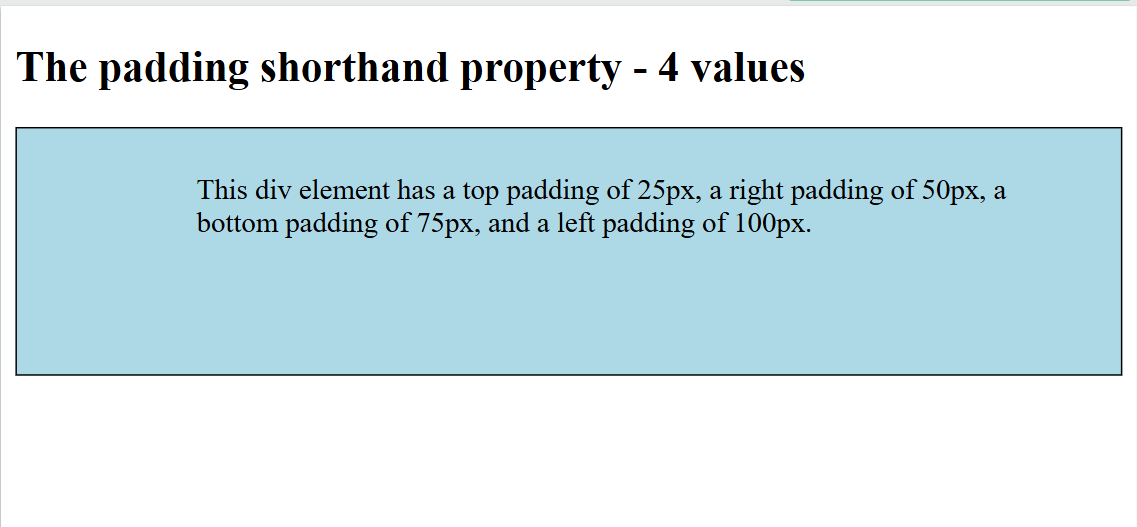 The padding shorthand property - 4 values
This div element has a top padding of 25px, a right padding of 50px, a
bottom padding of 75px, and a left padding of 100px.